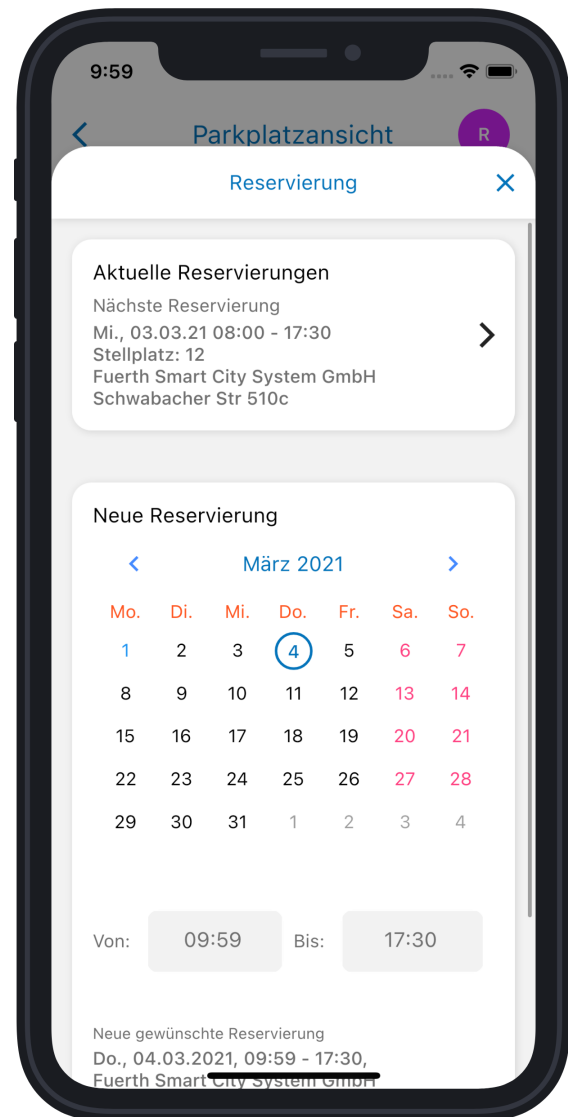 9:59
Parkplatzansicht R
Reservierung
Aktuelle Reservierungen
Nächste Reservierung
Mi., 03.03.21 08:00 - 17:30
Stellplatz: 12
Fuerth Smart City System GmbH
Schwabacher Str 510c
Neue Reservierung
März 2021
Mo. Di. Mi. Do. Fr. Sa. So.
1 2 3 4 5 6 7
8 9 10 11 12 13 14
15 16 17 18 19 20 21
22 23 24 25 26 27 28
29 30 31 1 2 3 4
Von: 09:59 Bis: 17:30
Neue gewünschte Reservierung
Do., 04.03.2021, 09:59 - 17:30,
Fuerth Smart City System GmbH